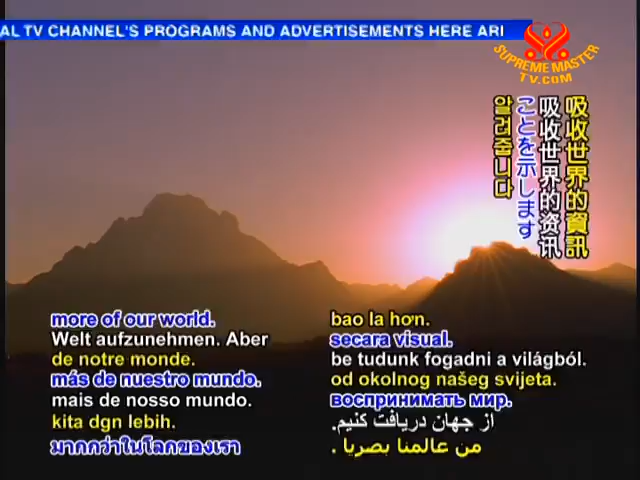 AL TV CHANNEL'S PROGRAMS AND ADVERTISEMENTS HERE ARI
SUPREME MASTER
TV.COM
吸收世界的資訊
吸收世界的资讯
ことを示します
알려줍니다
more of our world.
Welt aufzunehmen. Aber
de notre monde.
más de nuestro mundo.
mais de nosso mundo.
kita dgn lebih.
มากกว่าในโลกของเรา
bao la hơn.
secara visual.
be tudunk fogadni a világból.
od okolnog našeg svijeta.
воспринимать мир.
از جهان دریافت کنیم.
من عالمنا بصريا .